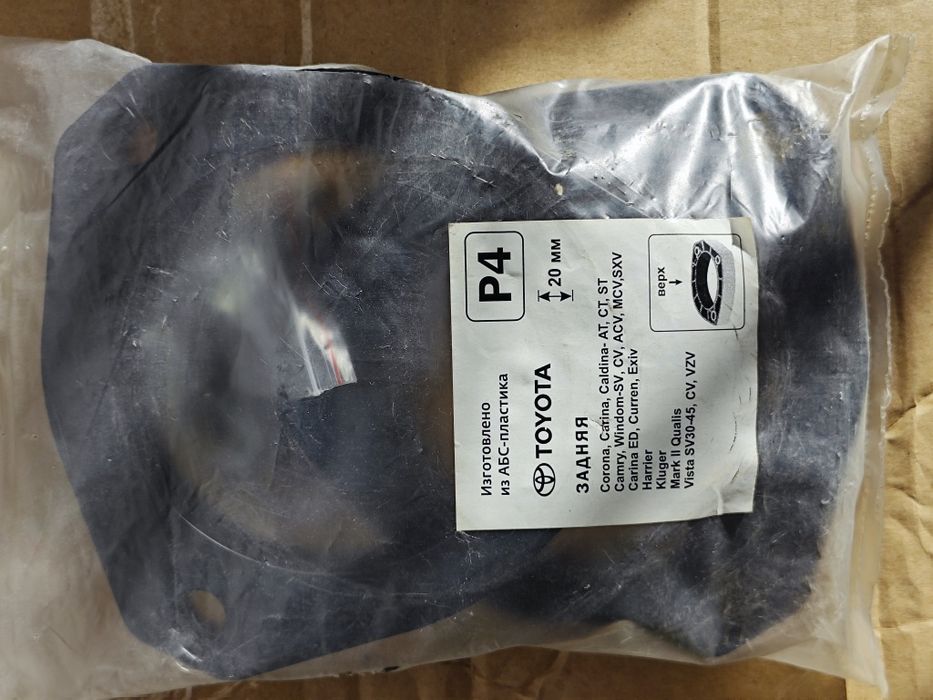 Изготовлено
из АБС-пластика
P4
20 мм
TOYOTA
ЗАДНЯЯ
верх
Corona, Carina, Caldina- AT, CT, ST
Camry, Windom-SV, CV, ACV, MCV,SXV
Carina ED, Curren, Exiv
Harrier
Kluger
Mark II Qualis
Vista SV30-45, CV, VZV